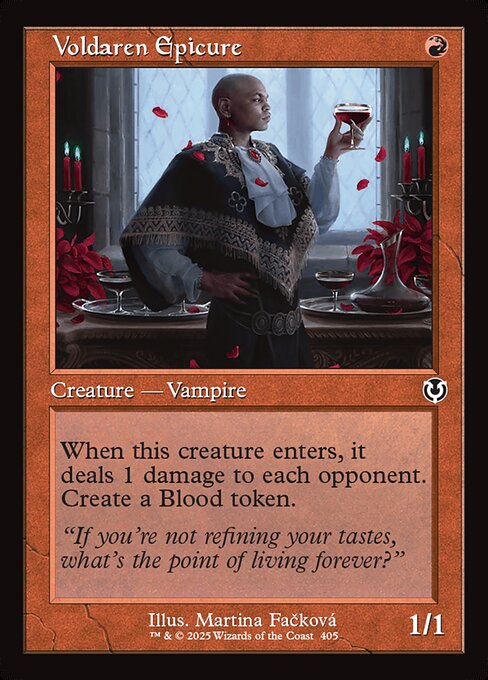 Voldaren Epicure
Creature — Vampire
When this creature enters, it
deals 1 damage to each opponent.
Create a Blood token.
“If you’re not refining your tastes,
what’s the point of living forever?”
Illus. Martina Fačková
™ & © 2025 Wizards of the Coast 405
1/1